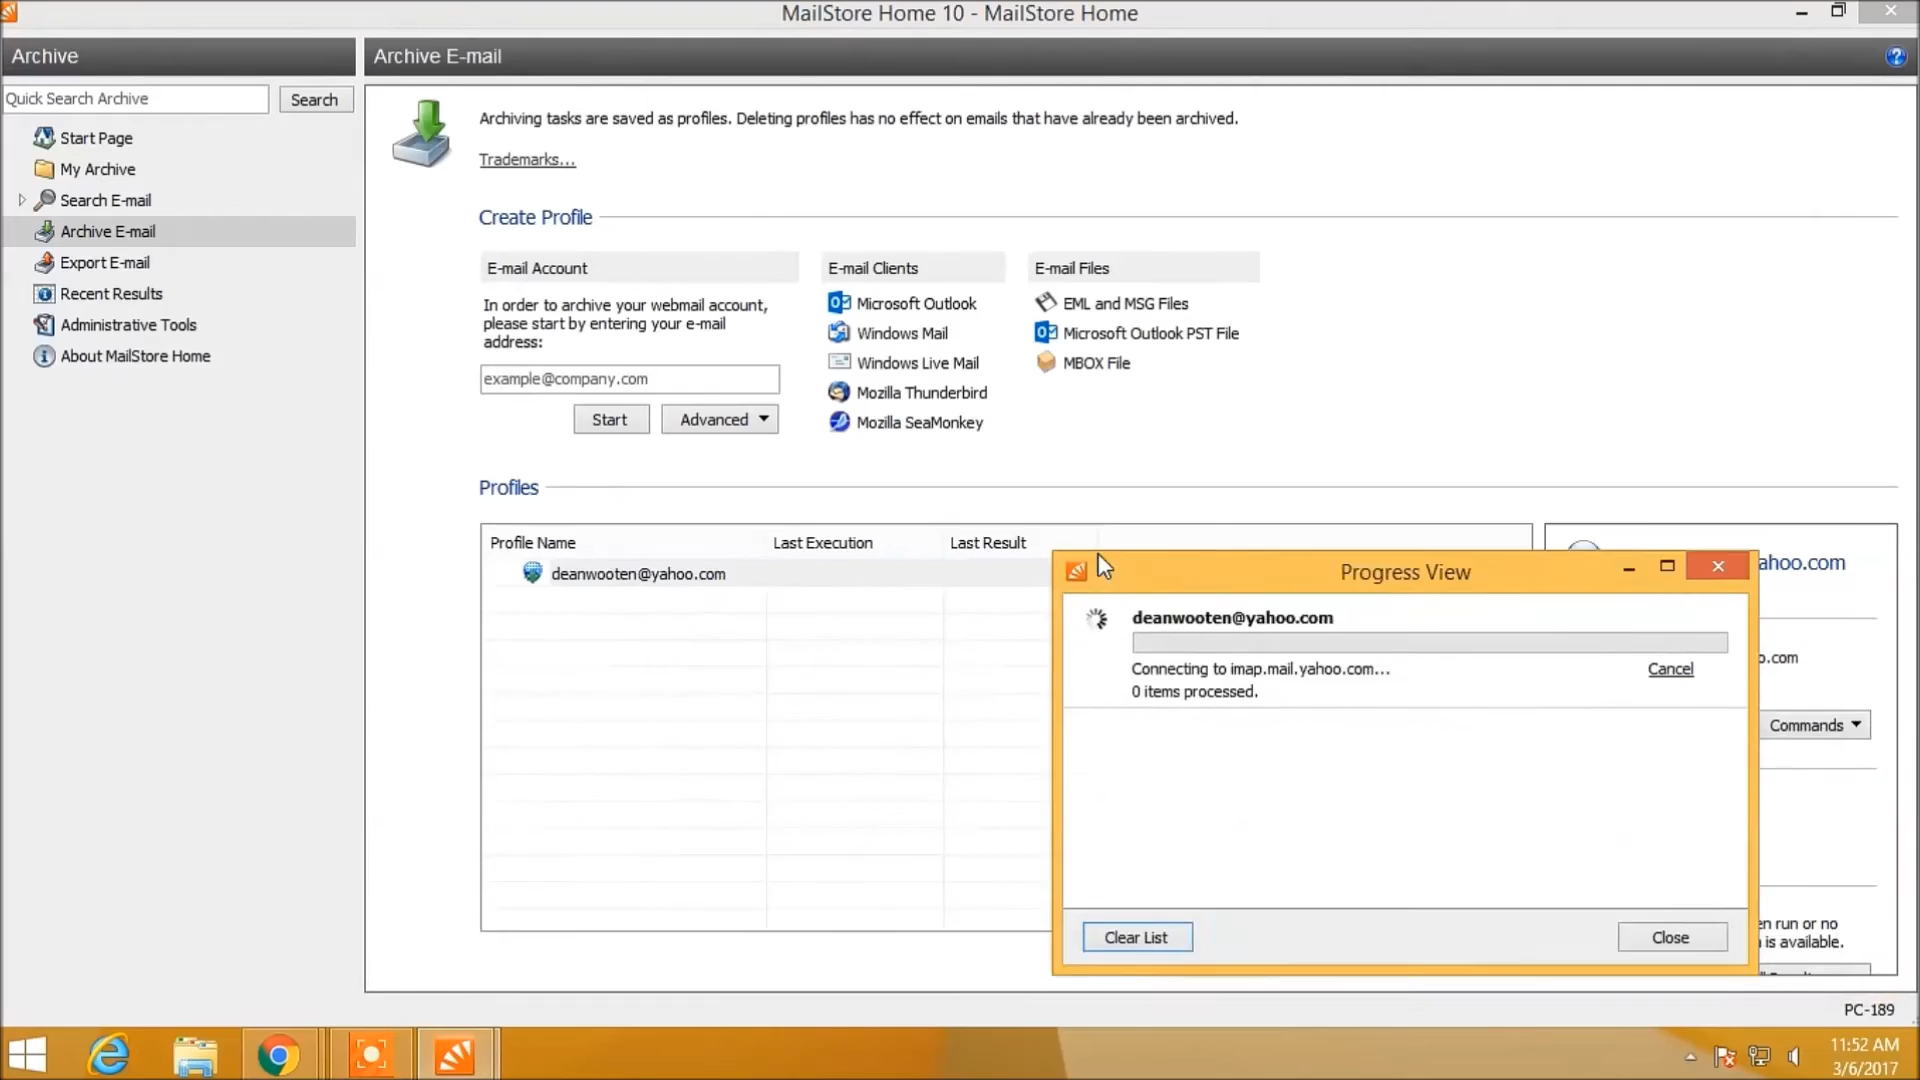 MailStore Home 10 - MailStore Home
Archive
Archive E-mail
Quick Search Archive
Search
Start Page
My Archive
Search E-mail
Archive E-mail
Export E-mail
Recent Results
Administrative Tools
About MailStore Home
Archiving tasks are saved as profiles. Deleting profiles has no effect on emails that have already been archived.
Trademarks...
Create Profile
E-mail Account
In order to archive your webmail account,
please start by entering your e-mail
address:
example@company.com
Start
Advanced
E-mail Clients
Microsoft Outlook
Windows Mail
Windows Live Mail
Mozilla Thunderbird
Mozilla SeaMonkey
E-mail Files
EML and MSG Files
Microsoft Outlook PST File
MBOX File
Profiles
Profile Name
Last Execution
Last Result
deanwooten@yahoo.com
ahoo.com
o.com
Commands
en run or no
is available.
Progress View
deanwooten@yahoo.com
Connecting to imap.mail.yahoo.com...
Cancel
0 items processed.
Clear List
Close
PC-189
11:52 AM
3/6/2017